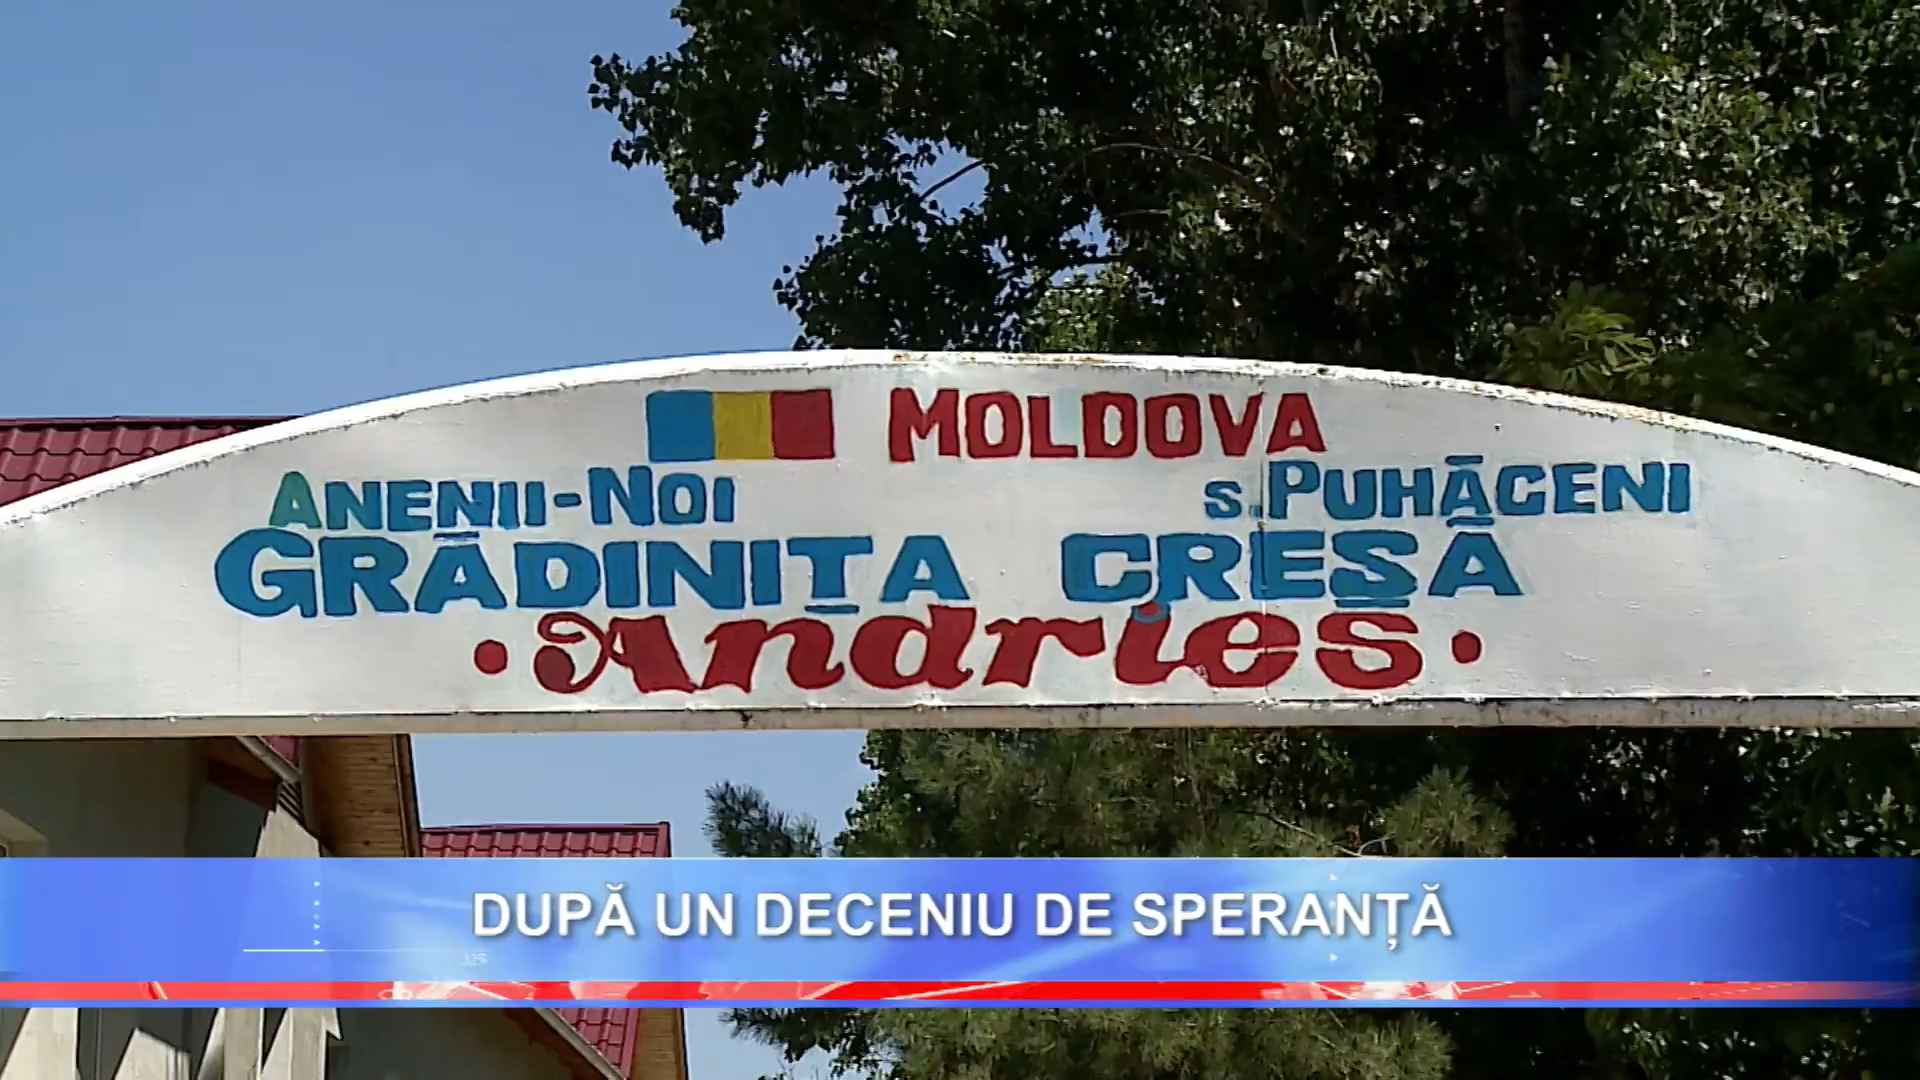 MOLDOVA
ANENII-NOI s. PUHĂCENI
GRĂDINIȚA CREȘĂ
• Andrieș •
DUPĂ UN DECENIU DE SPERANȚĂ